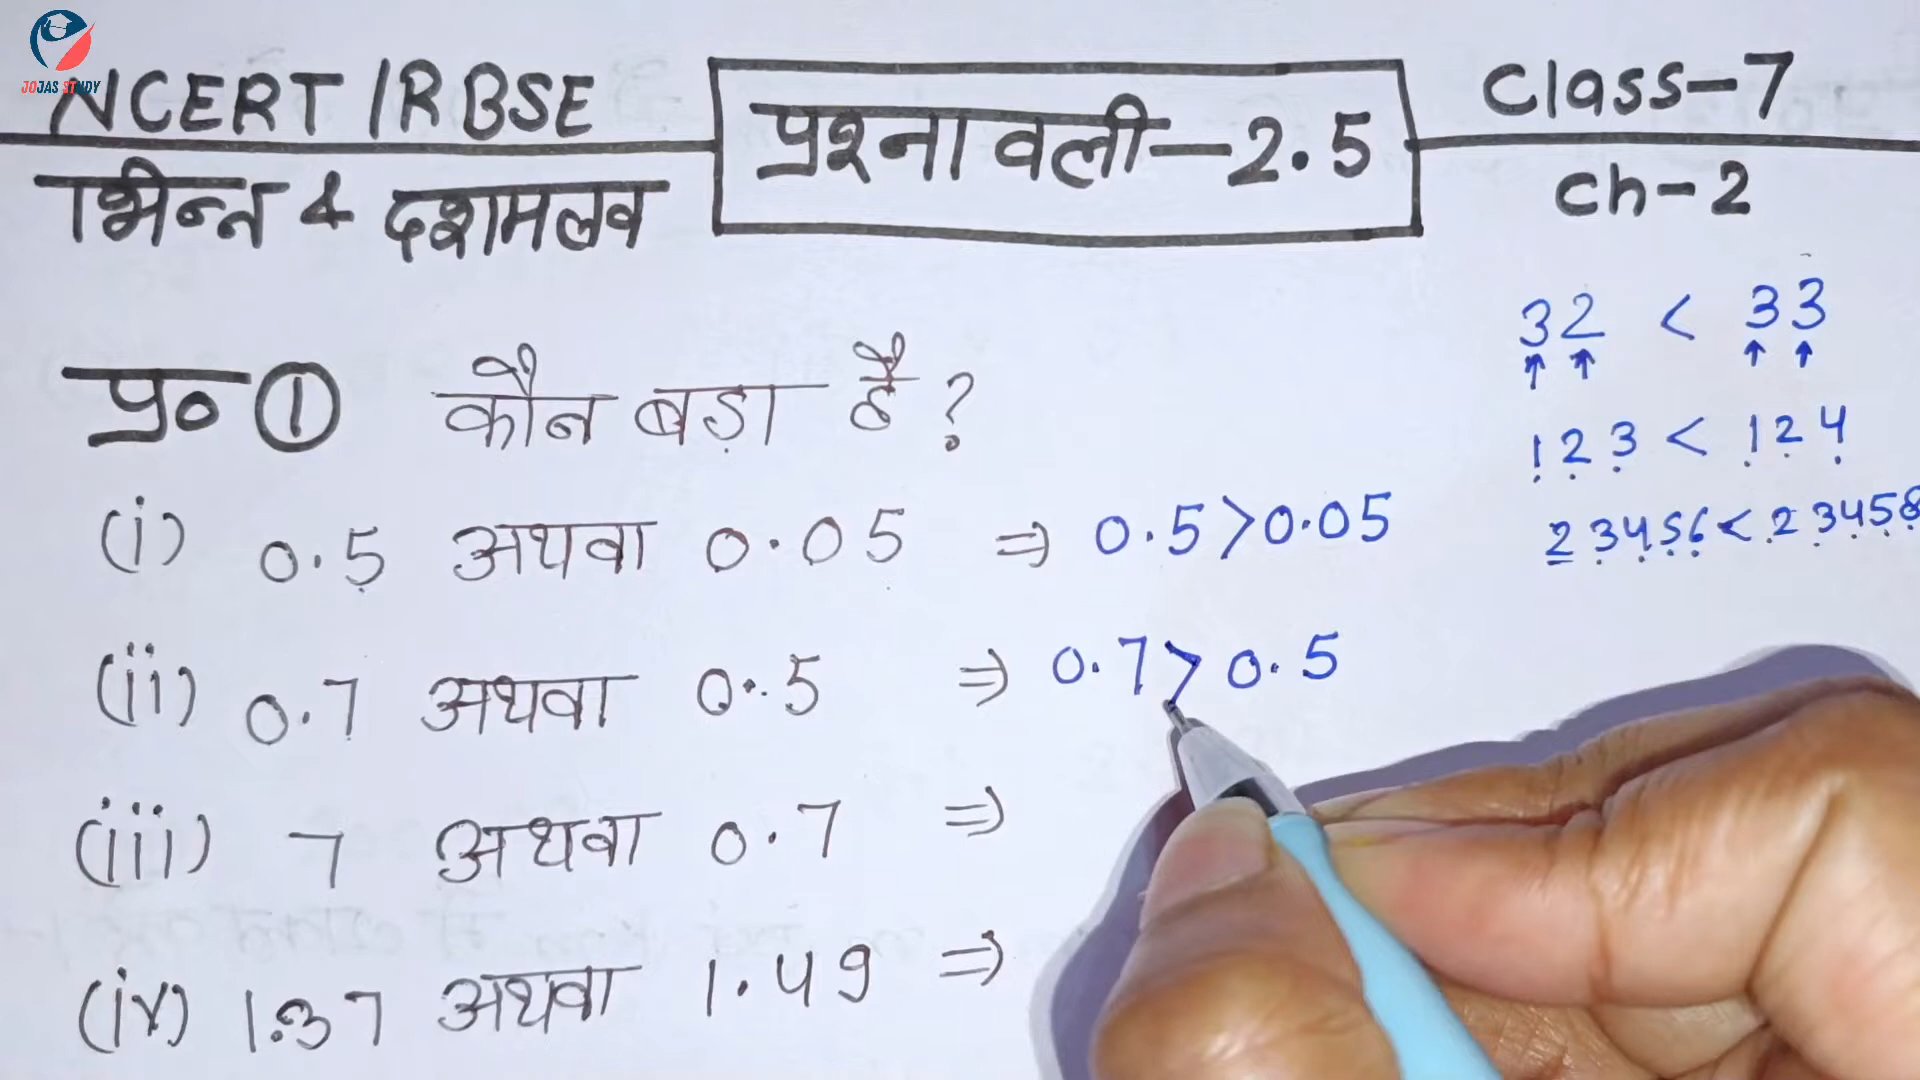 JOJAS STUDY
NCERT/RBSE
प्रश्नावली-2.5
Class-7
भिन्न & दशमलव
Ch-2
32 < 33
प्र० ① कौन बड़ा है?
123 < 124
(i) 0.5 अथवा 0.05 ⇒ 0.5>0.05
23456<23458
(ii) 0.7 अथवा 0.5 ⇒ 0.7>0.5
(iii) 7 अथवा 0.7 ⇒
(iv) 1.37 अथवा 1.49 ⇒